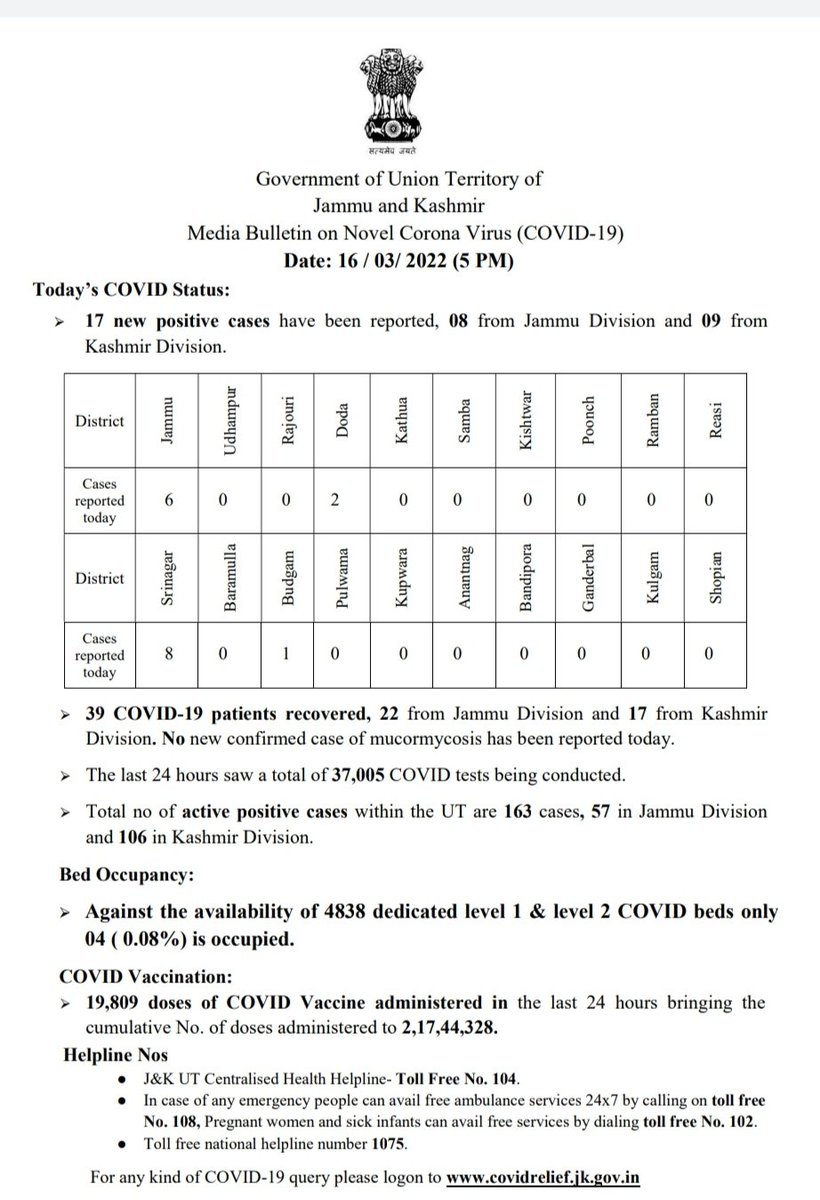 सत्यमेव जयते
Government of Union Territory of
Jammu and Kashmir
Media Bulletin on Novel Corona Virus (COVID-19)
Date: 16 / 03/ 2022 (5 PM)
Today’s COVID Status:
➢ 17 new positive cases have been reported, 08 from Jammu Division and 09 from
Kashmir Division.
District Jammu Udhampur Rajouri Doda Kathua Samba Kishtwar Poonch Ramban Reasi
Cases
reported
today
6 0 0 2 0 0 0 0 0 0
District Srinagar Baramulla Budgam Pulwama Kupwara Anantnag Bandipora Ganderbal Kulgam Shopian
Cases
reported
today
8 0 1 0 0 0 0 0 0 0
➢ 39 COVID-19 patients recovered, 22 from Jammu Division and 17 from Kashmir
Division. No new confirmed case of mucormycosis has been reported today.
➢ The last 24 hours saw a total of 37,005 COVID tests being conducted.
➢ Total no of active positive cases within the UT are 163 cases, 57 in Jammu Division
and 106 in Kashmir Division.
Bed Occupancy:
➢ Against the availability of 4838 dedicated level 1 & level 2 COVID beds only
04 ( 0.08%) is occupied.
COVID Vaccination:
➢ 19,809 doses of COVID Vaccine administered in the last 24 hours bringing the
cumulative No. of doses administered to 2,17,44,328.
Helpline Nos
● J&K UT Centralised Health Helpline- Toll Free No. 104.
● In case of any emergency people can avail free ambulance services 24x7 by calling on toll free
No. 108, Pregnant women and sick infants can avail free services by dialing toll free No. 102.
● Toll free national helpline number 1075.
For any kind of COVID-19 query please logon to www.covidrelief.jk.gov.in